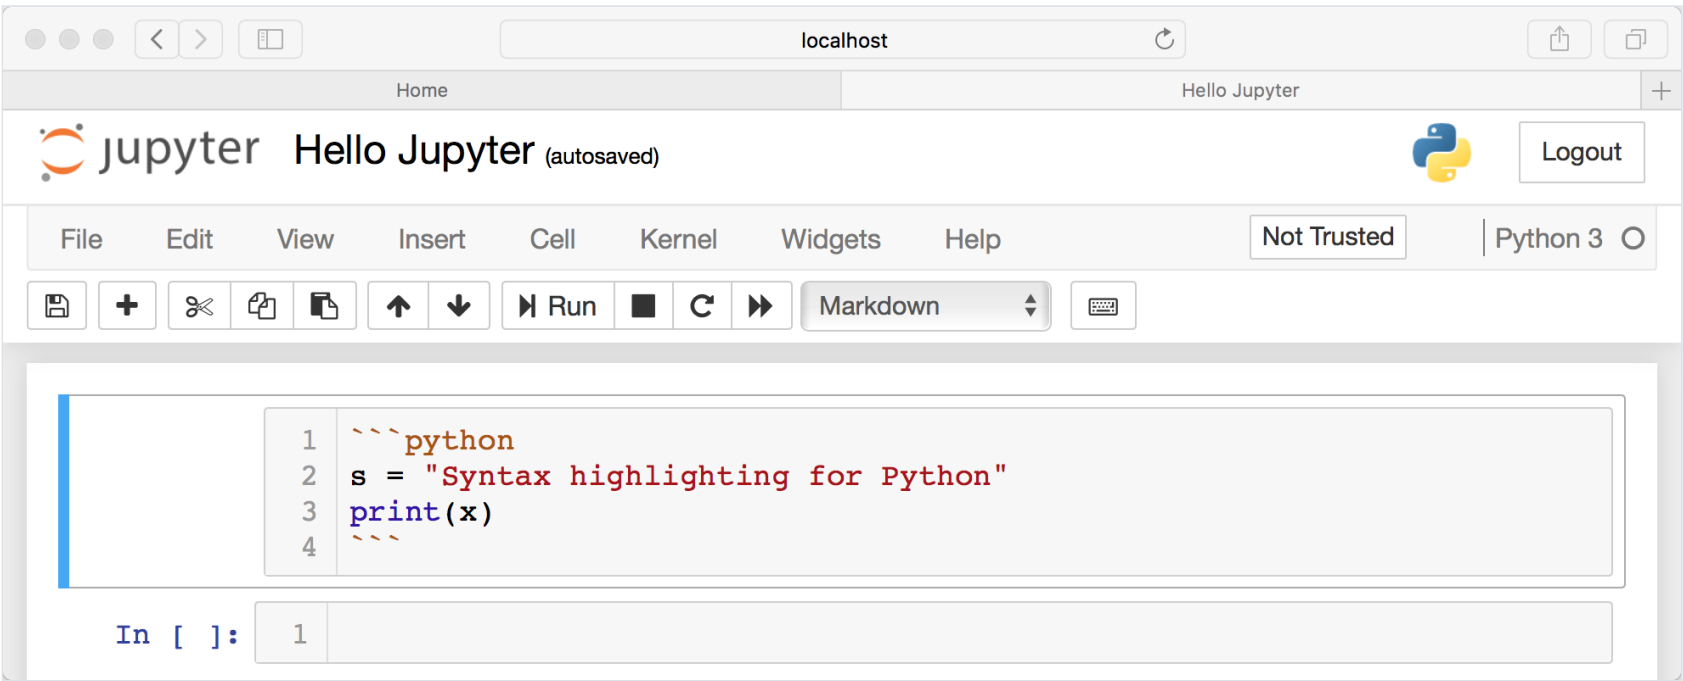 localhost
Home
Hello Jupyter
jupyter Hello Jupyter (autosaved)
Logout
File Edit View Insert Cell Kernel Widgets Help
Not Trusted
Python 3
Run
Markdown
1 ```python
2 s = "Syntax highlighting for Python"
3 print(x)
4 ```
In [ ]: 1